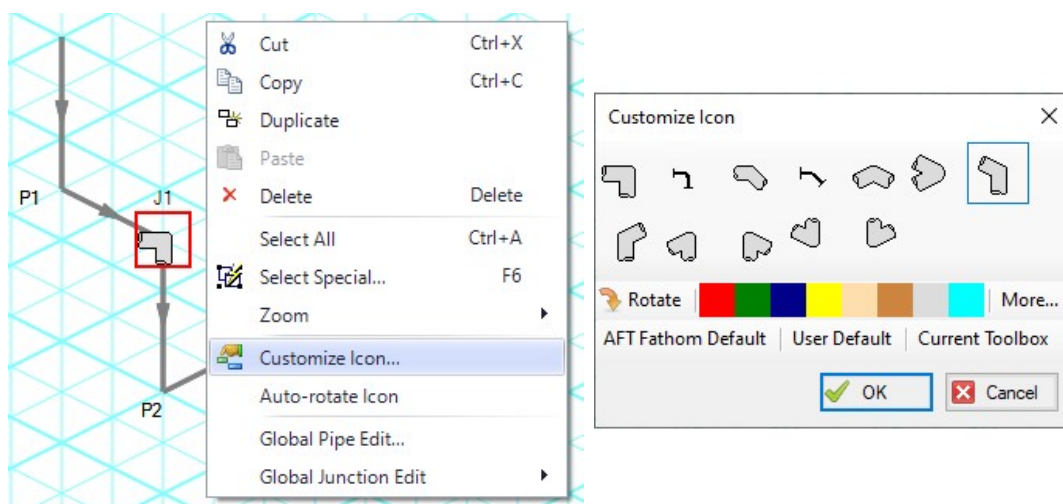 P1
J1
P2
Cut Ctrl+X
Copy Ctrl+C
Duplicate
Paste
Delete Delete
Select All Ctrl+A
Select Special... F6
Zoom
Customize Icon...
Auto-rotate Icon
Global Pipe Edit...
Global Junction Edit
Customize Icon
Rotate More...
AFT Fathom Default User Default Current Toolbox
OK Cancel